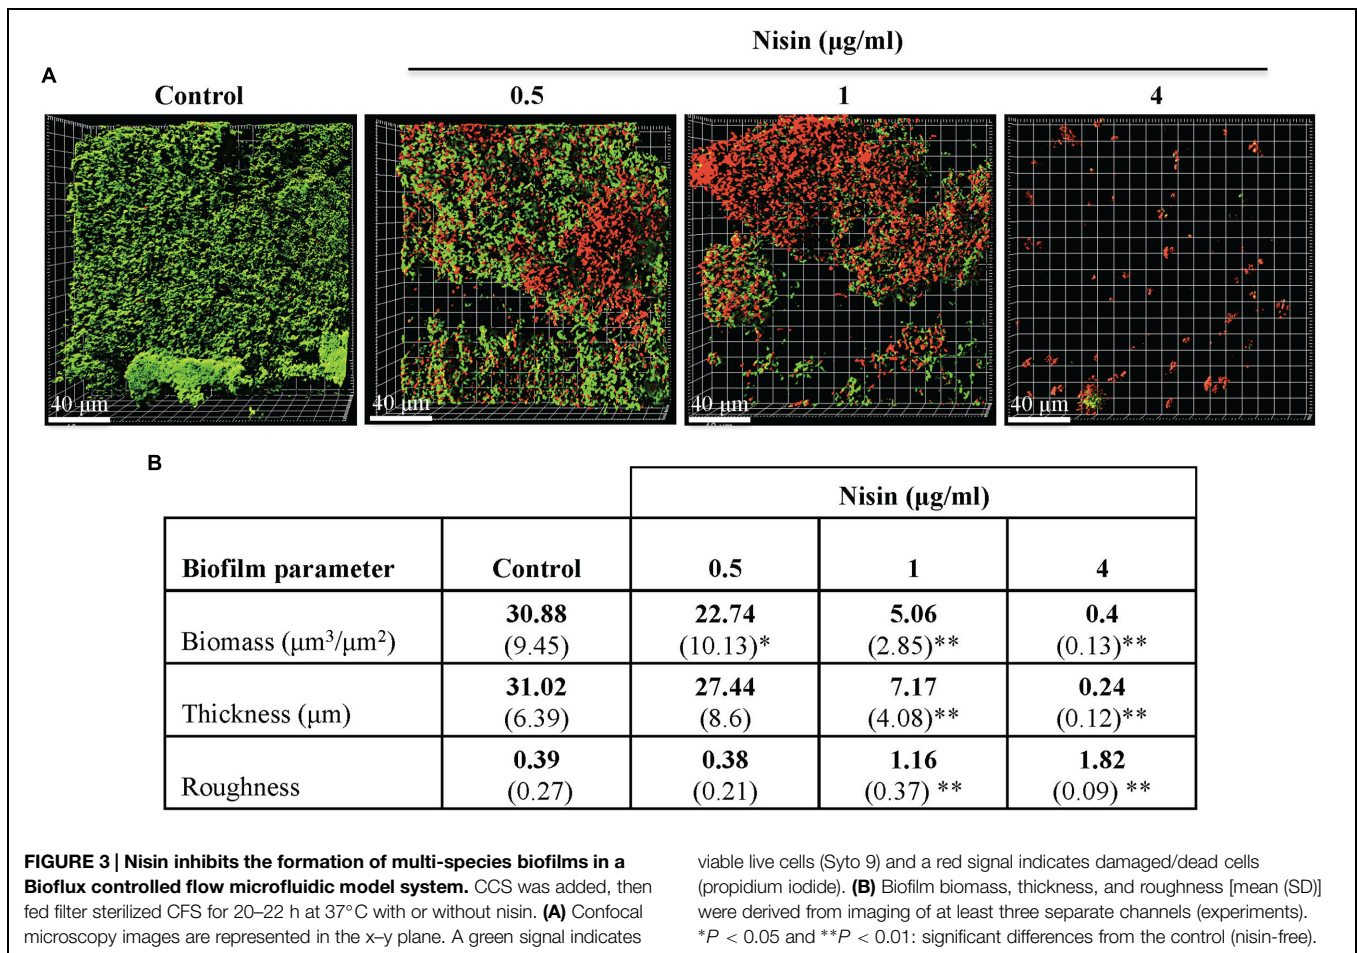 Nisin (µg/ml)
A
Control 0.5 1 4
40 µm 40 µm 40 µm 40 µm
B
Nisin (µg/ml)
Biofilm parameter Control 0.5 1 4
Biomass (µm³/µm²) 30.88 (9.45) 22.74 (10.13)* 5.06 (2.85)** 0.4 (0.13)**
Thickness (µm) 31.02 (6.39) 27.44 (8.6) 7.17 (4.08)** 0.24 (0.12)**
Roughness 0.39 (0.27) 0.38 (0.21) 1.16 (0.37) ** 1.82 (0.09) **
FIGURE 3 | Nisin inhibits the formation of multi-species biofilms in a
Bioflux controlled flow microfluidic model system. CCS was added, then
fed filter sterilized CFS for 20–22 h at 37°C with or without nisin. (A) Confocal
microscopy images are represented in the x–y plane. A green signal indicates
viable live cells (Syto 9) and a red signal indicates damaged/dead cells
(propidium iodide). (B) Biofilm biomass, thickness, and roughness [mean (SD)]
were derived from imaging of at least three separate channels (experiments).
*P < 0.05 and **P < 0.01: significant differences from the control (nisin-free).